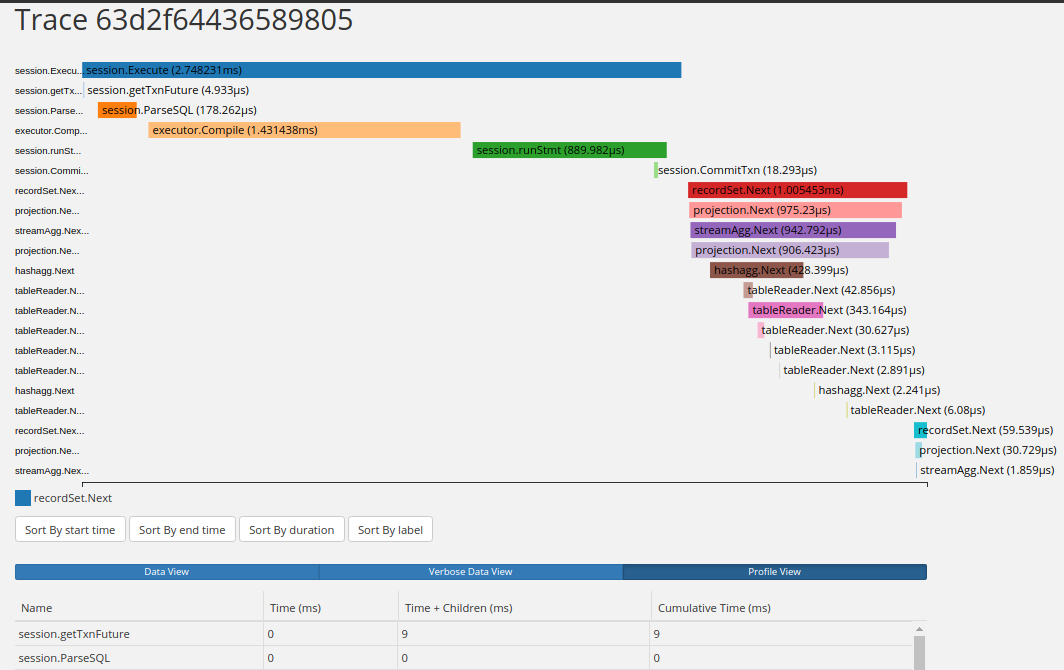 Trace 63d2f64436589805
session.Execu... session.Execute (2.748231ms)
session.getTx... session.getTxnFuture (4.933µs)
session.Parse... session.ParseSQL (178.262µs)
executor.Comp... executor.Compile (1.431438ms)
session.runSt... session.runStmt (889.982µs)
session.Commi... session.CommitTxn (18.293µs)
recordSet.Nex... recordSet.Next (1.005453ms)
projection.Ne... projection.Next (975.23µs)
streamAgg.Nex... streamAgg.Next (942.792µs)
projection.Ne... projection.Next (906.423µs)
hashagg.Next hashagg.Next (428.399µs)
tableReader.N... tableReader.Next (42.856µs)
tableReader.N... tableReader.Next (343.164µs)
tableReader.N... tableReader.Next (30.627µs)
tableReader.N... tableReader.Next (3.115µs)
tableReader.N... tableReader.Next (2.891µs)
hashagg.Next hashagg.Next (2.241µs)
tableReader.N... tableReader.Next (6.08µs)
recordSet.Nex... recordSet.Next (59.539µs)
projection.Ne... projection.Next (30.729µs)
streamAgg.Nex... streamAgg.Next (1.859µs)
recordSet.Next
Sort By start time Sort By end time Sort By duration Sort By label
Data View Verbose Data View Profile View
Name Time (ms) Time + Children (ms) Cumulative Time (ms)
session.getTxnFuture 0 9 9
session.ParseSQL 0 0 0